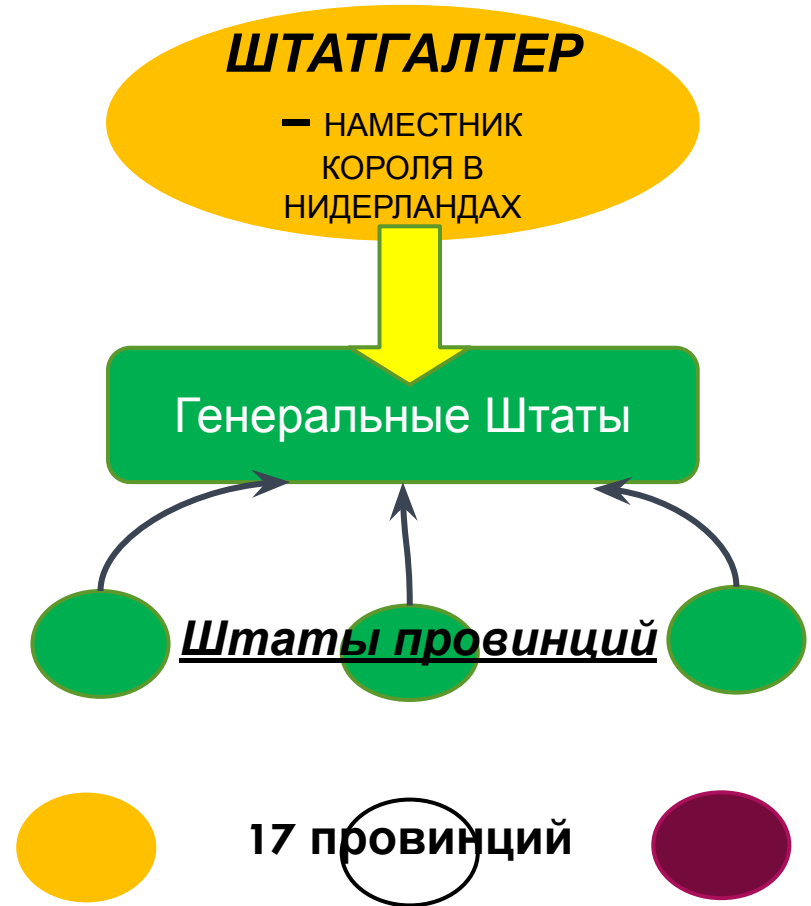 ШТАТГАЛТЕР
– НАМЕСТНИК
КОРОЛЯ В
НИДЕРЛАНДАХ
Генеральные Штаты
Штаты провинций
17 провинций